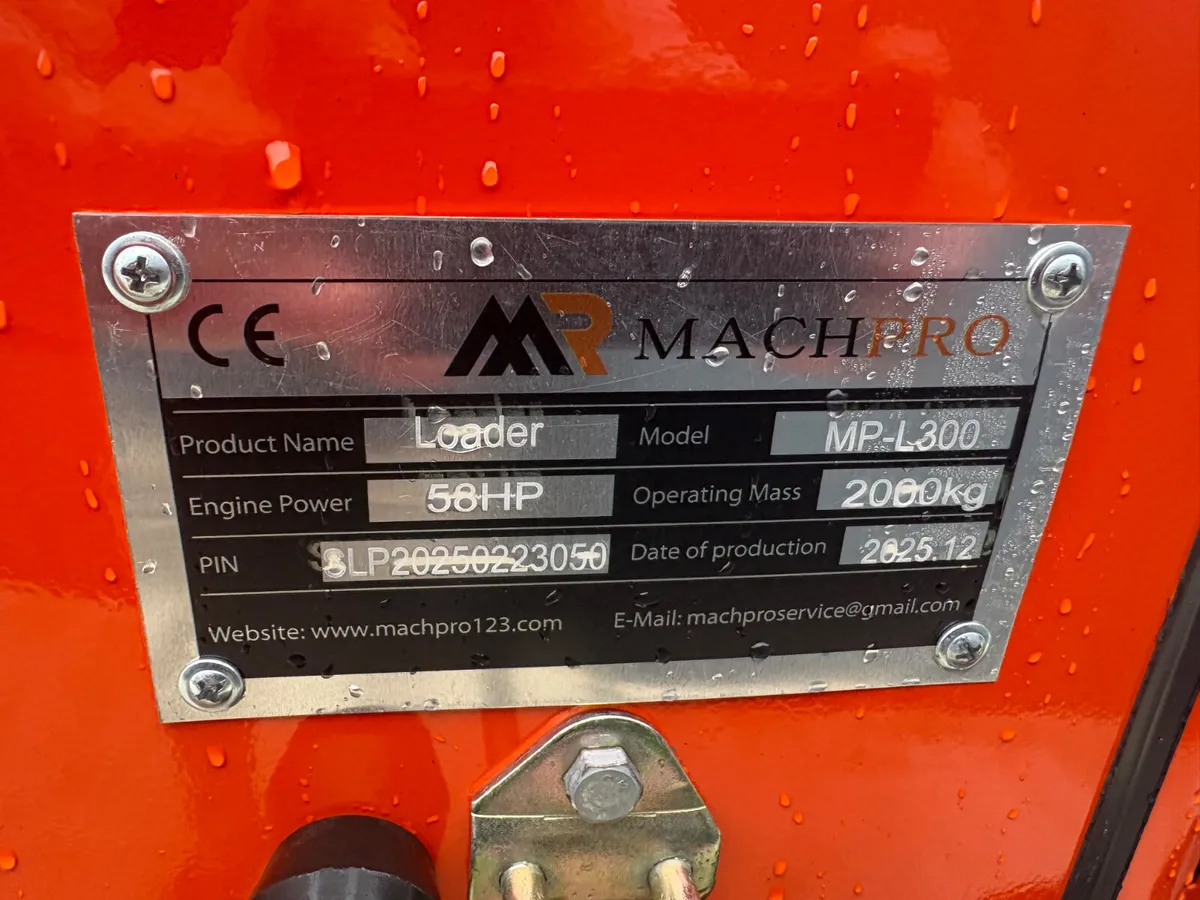 CE MR MACHPRO
Product Name Loader Model MP-L300
Engine Power 58HP Operating Mass 2000kg
PIN SLP20250223050 Date of production 2025.12
Website: www.machpro123.com E-Mail: machproservice@gmail.com